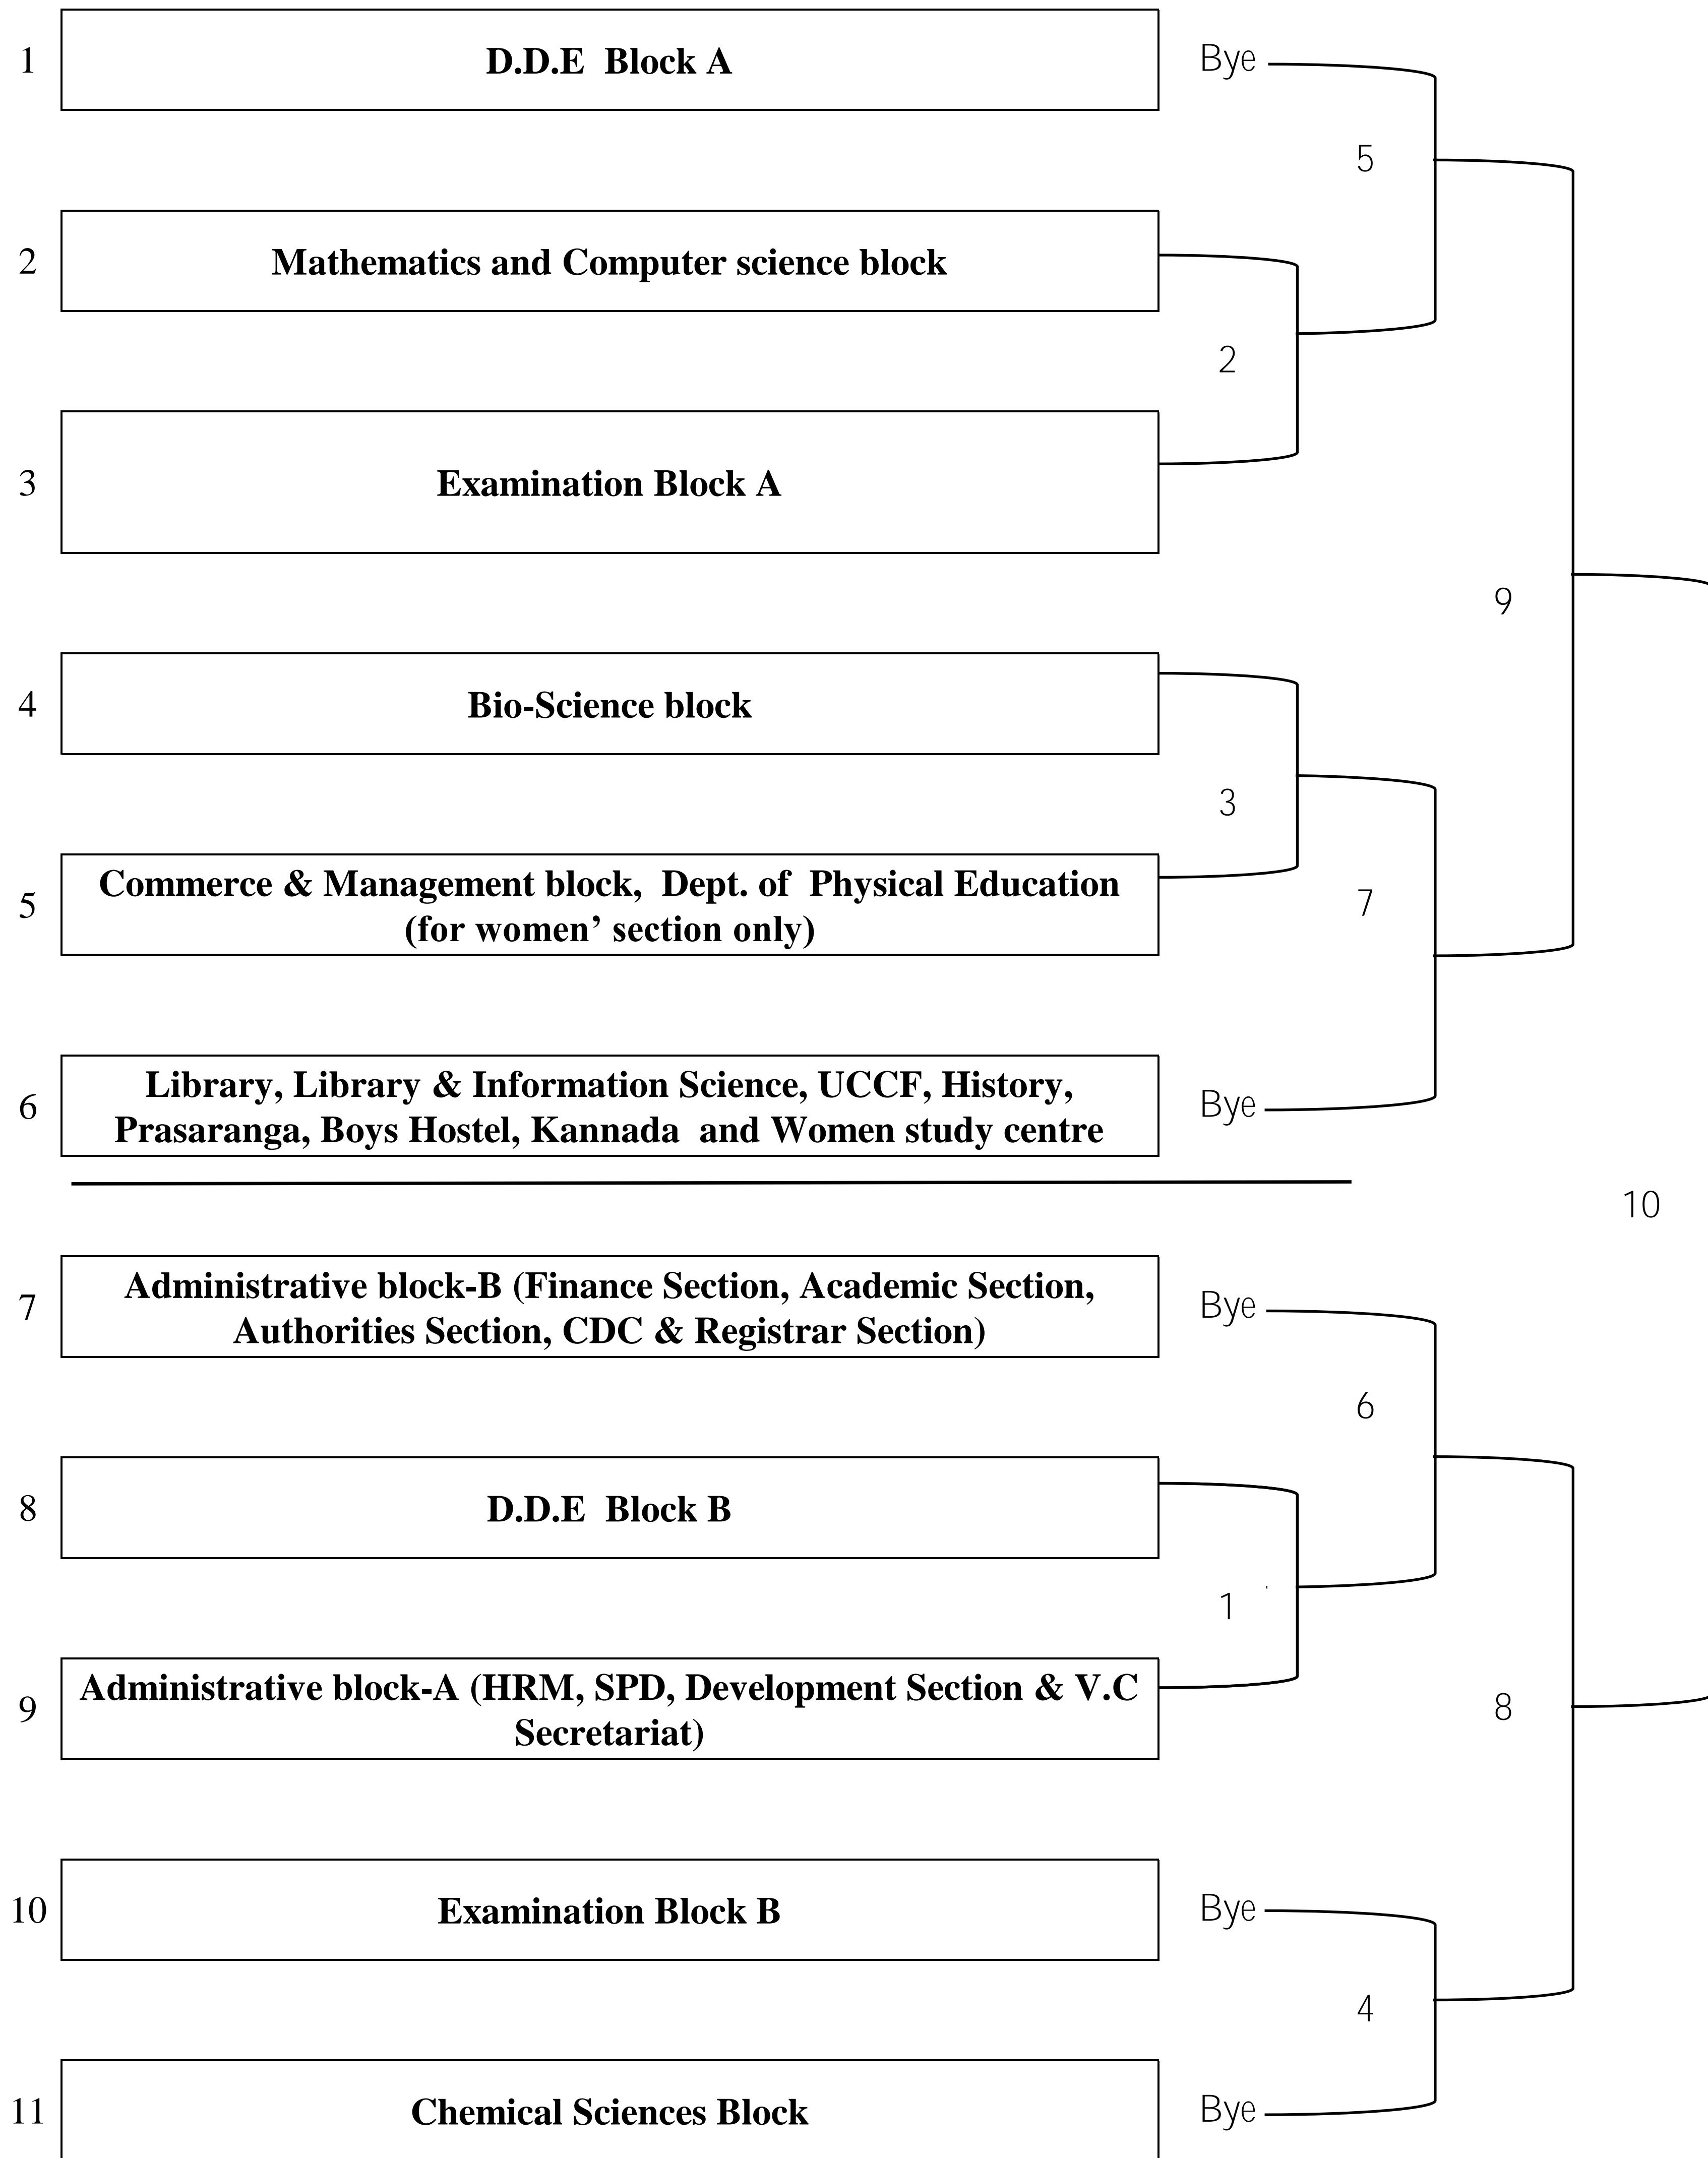 1
D.D.E Block A
Bye
5
2
Mathematics and Computer science block
2
3
Examination Block A
9
4
Bio-Science block
3
5
Commerce & Management block, Dept. of Physical Education
(for women’ section only)
7
6
Library, Library & Information Science, UCCF, History,
Prasaranga, Boys Hostel, Kannada and Women study centre
Bye
10
7
Administrative block-B (Finance Section, Academic Section,
Authorities Section, CDC & Registrar Section)
Bye
6
8
D.D.E Block B
1
9
Administrative block-A (HRM, SPD, Development Section & V.C
Secretariat)
8
10
Examination Block B
Bye
4
11
Chemical Sciences Block
Bye